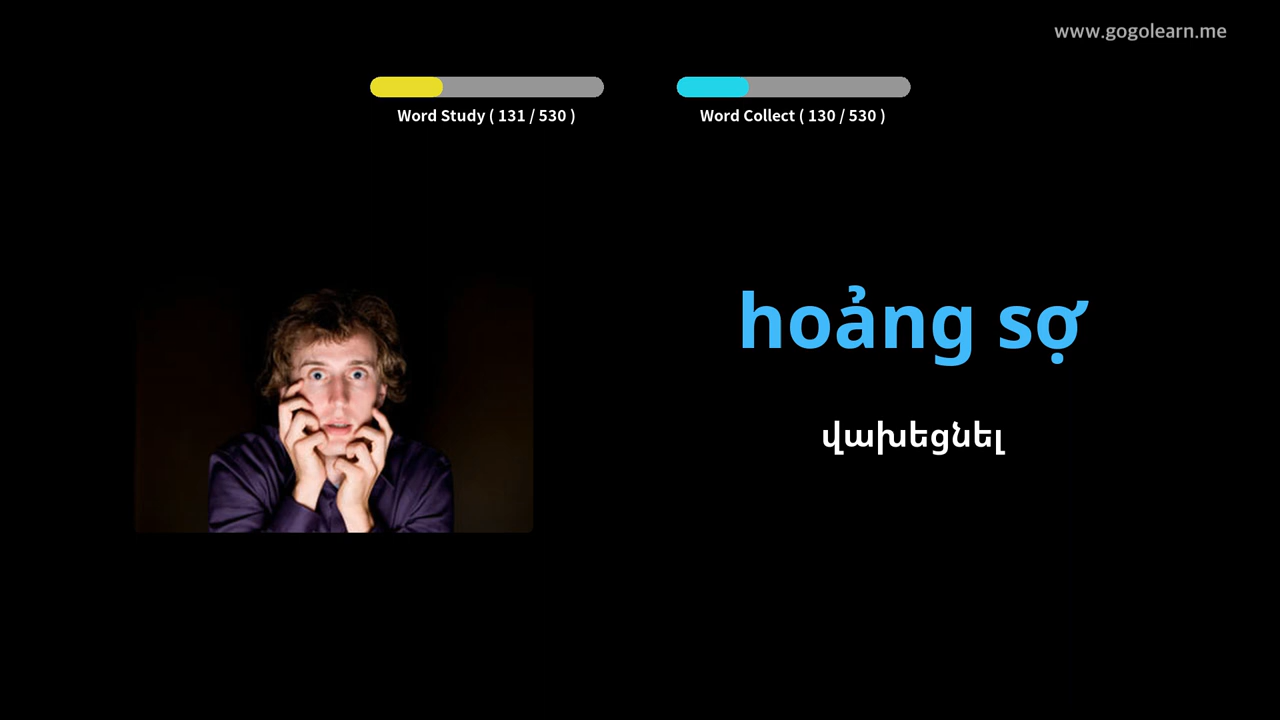 www.gogolearn.me
Word Study ( 131 / 530 )
Word Collect ( 130 / 530 )
hoảng sợ
վախեցնել